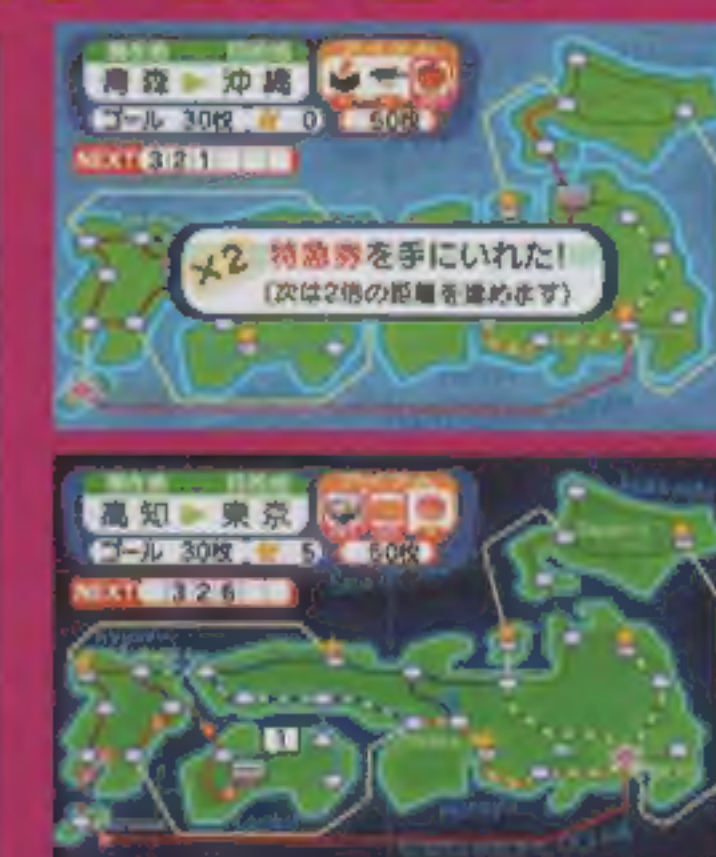 青森 ▶ 沖縄
ゴール 30枚 0
50枚
NEXT 3 2 1
×2 特急券を手にいれた!
(次は2倍の距離を進めます)
高知 ▶ 東京
ゴール 30枚 5
50枚
NEXT 3 2 6
1